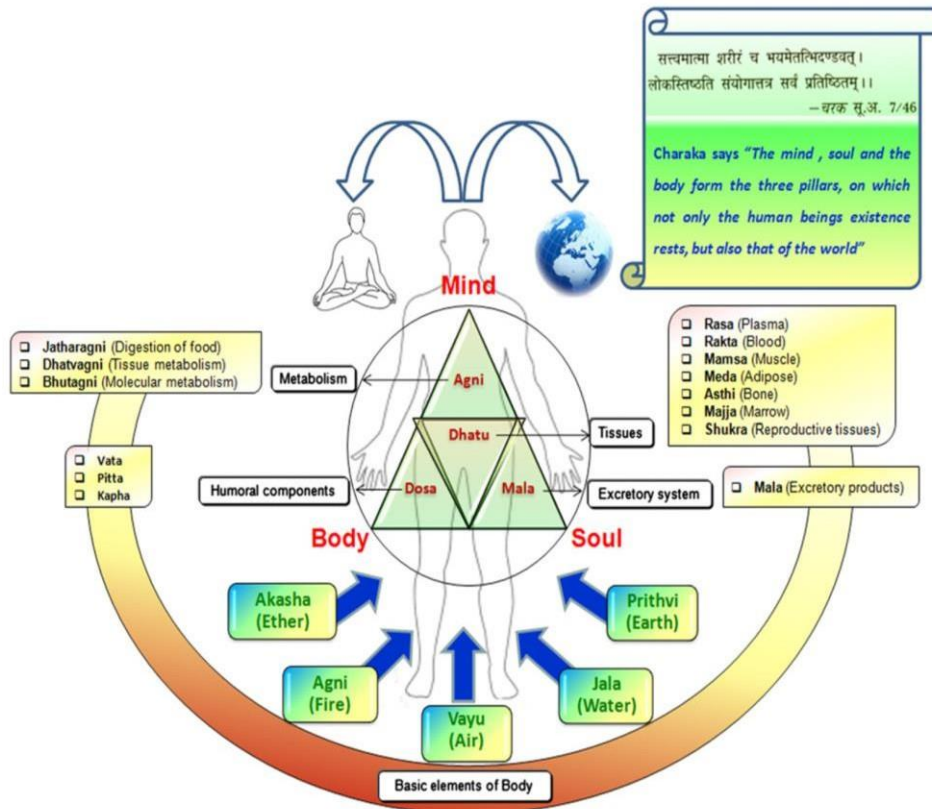 सत्त्वमात्मा शरीरं च भयमेतत्भिदण्डवत् ।
लोकस्तिष्ठति संयोगात्तत्र सर्वं प्रतिष्ठितम् ।।
– चरक सू.अ. 7/46
Charaka says "The mind , soul and the
body form the three pillars, on which
not only the human beings existence
rests, but also that of the world"
Mind
❑ Jatharagni (Digestion of food)
❑ Dhatvagni (Tissue metabolism)
❑ Bhutagni (Molecular metabolism)
❑ Rasa (Plasma)
❑ Rakta (Blood)
❑ Mamsa (Muscle)
❑ Meda (Adipose)
❑ Asthi (Bone)
❑ Majja (Marrow)
❑ Shukra (Reproductive tissues)
Metabolism
Agni
Dhatu
Tissues
❑ Vata
❑ Pitta
❑ Kapha
Humoral components
Dosa
Mala
Excretory system
❑ Mala (Excretory products)
Body
Soul
Akasha
(Ether)
Prithvi
(Earth)
Agni
(Fire)
Jala
(Water)
Vayu
(Air)
Basic elements of Body